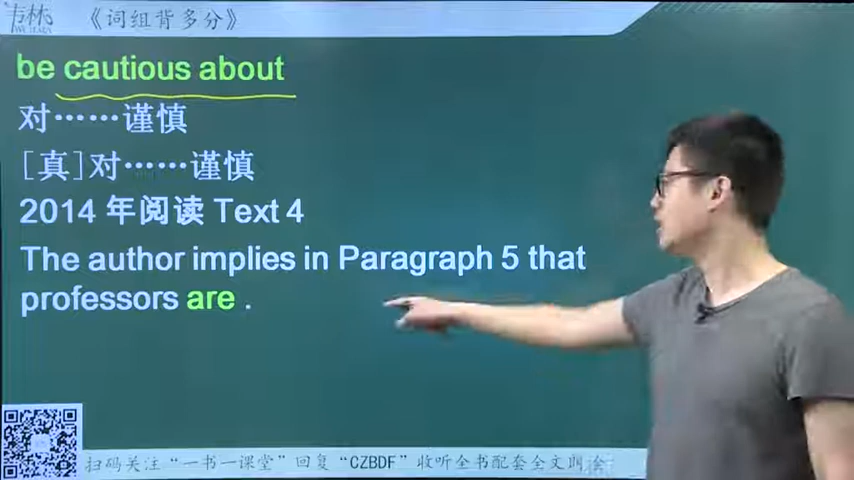 韦林 《词组背多分》
be cautious about
对……谨慎
[真]对……谨慎
2014 年阅读 Text 4
The author implies in Paragraph 5 that
professors are .
扫码关注“一书一课堂”回复“CZBDF”收听全书配套全文